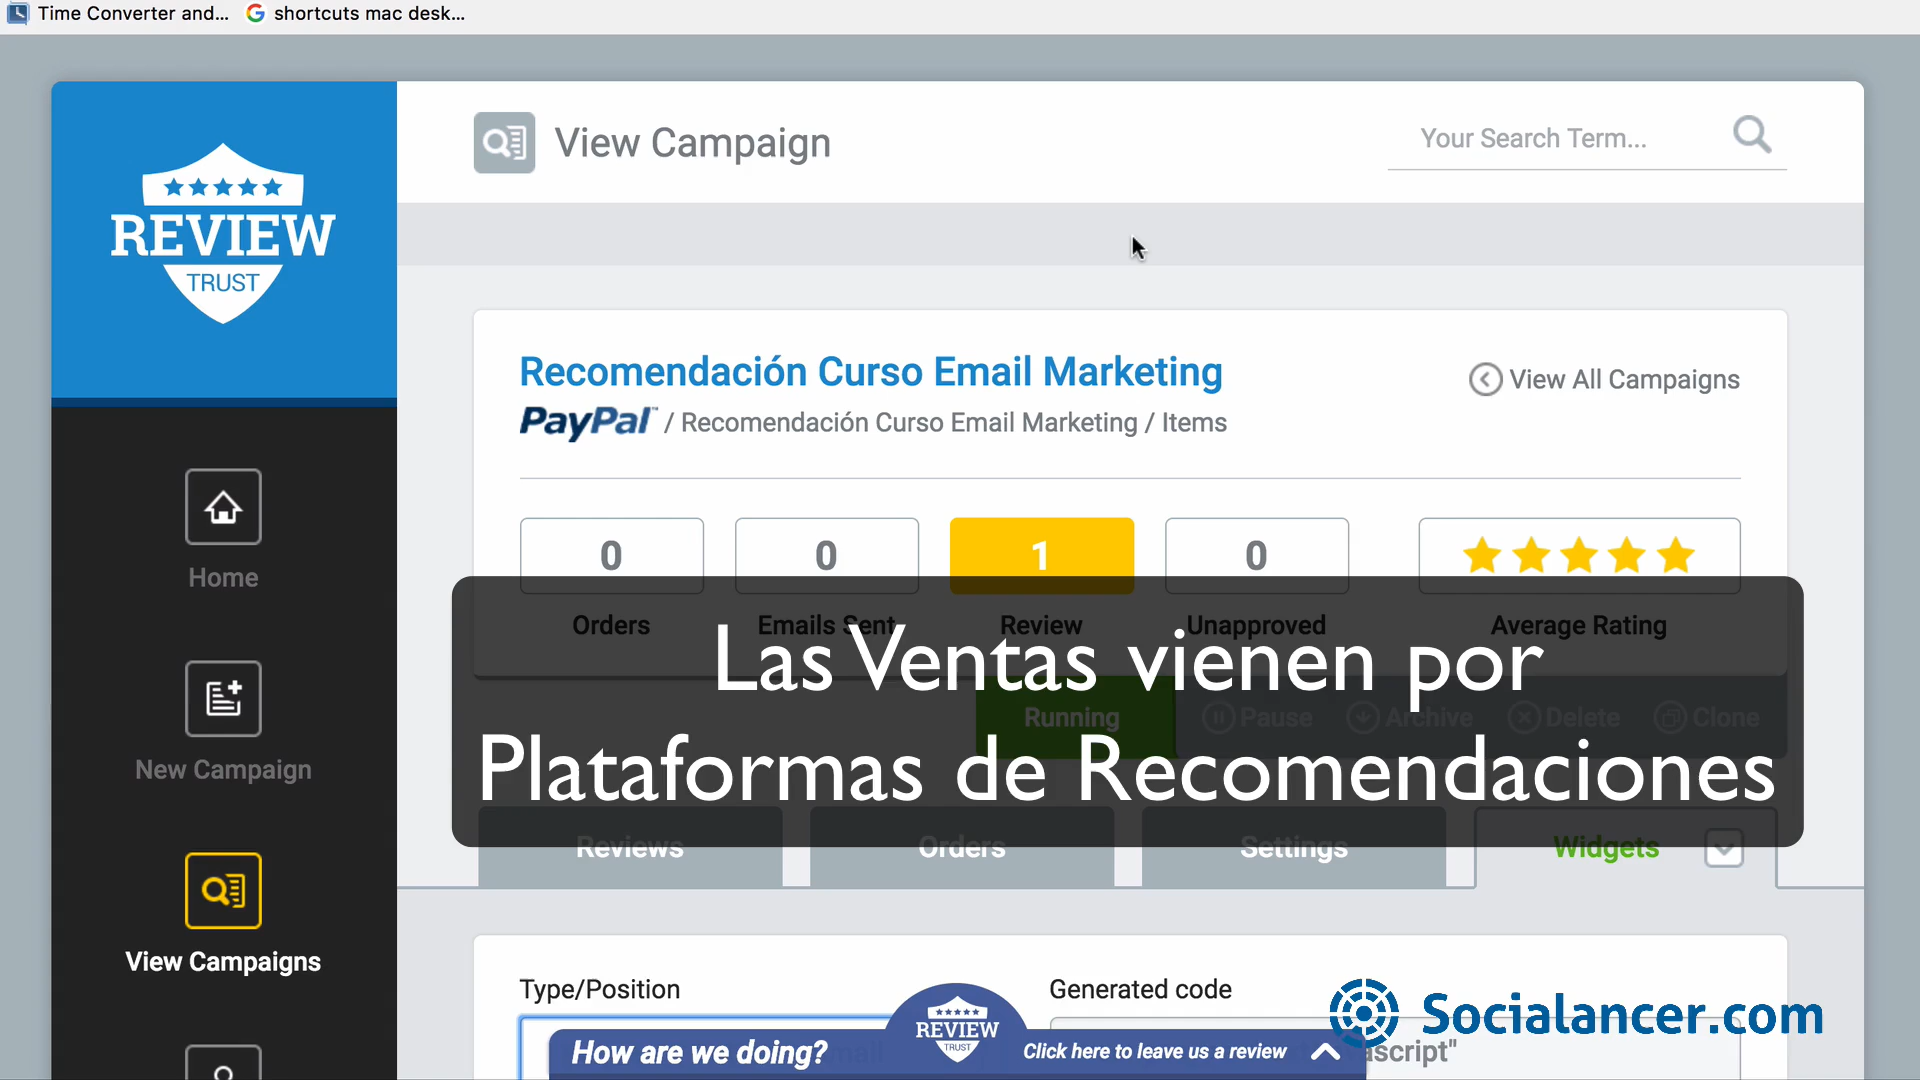 Time Converter and...
shortcuts mac desk...
REVIEW
TRUST
View Campaign
Your Search Term...
Recomendación Curso Email Marketing
View All Campaigns
PayPal™ / Recomendación Curso Email Marketing / Items
0
0
1
0
Orders
Emails Sent
Review
Unapproved
Average Rating
Las Ventas vienen por
Plataformas de Recomendaciones
Running
Pause
Archive
Delete
Clone
Reviews
Orders
Settings
Widgets
Home
New Campaign
View Campaigns
Type/Position
Generated code
How are we doing?
REVIEW
TRUST
Click here to leave us a review
Socialancer.com